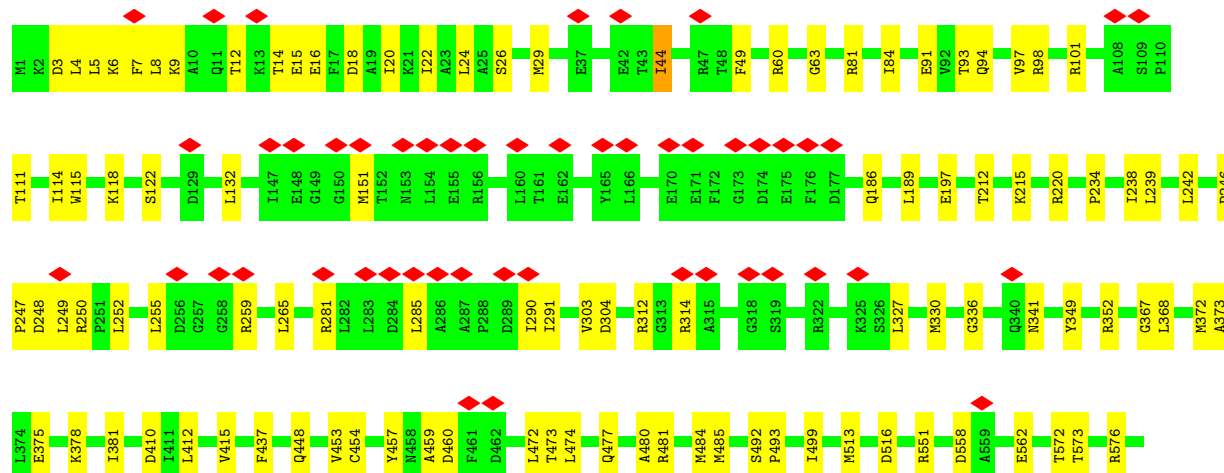 M1 K2 D3 L4 L5 K6 F7 L8 K9 A10 Q11 T12 K13 T14 E15 E16 F17 D18 A19 I20 K21 I22 A23 L24 A25 S26 M29 E37 E42 T43 I44 R47 T48 F49 R60 G63 R81 I84 E91 V92 T93 Q94 V97 R98 R101 A108 S109 P110
T111 I114 W115 K118 S122 D129 L132 I147 E148 G149 G150 M151 T152 N153 L154 E155 R156 L160 T161 E162 Y165 L166 E170 E171 F172 G173 D174 E175 F176 D177 Q186 L189 E197 T212 K215 R220 P234 I238 L239 L242
P247 D248 L249 R250 P251 L252 L255 D256 G257 G258 R259 L265 R281 L282 L283 D284 L285 A286 A287 P288 D289 I290 I291 V303 D304 R312 G313 R314 A315 G318 S319 R322 K325 S326 L327 M330 G336 Q340 N341 Y349 R352 G367 L368 M372 A373
L374 E375 K378 I381 D410 I411 L412 V415 F437 Q448 V453 C454 Y457 N458 A459 D460 F461 D462 L472 T473 L474 Q477 A480 R481 M484 M485 S492 P493 I499 M513 D516 R551 D558 A559 E562 T572 T573 R576